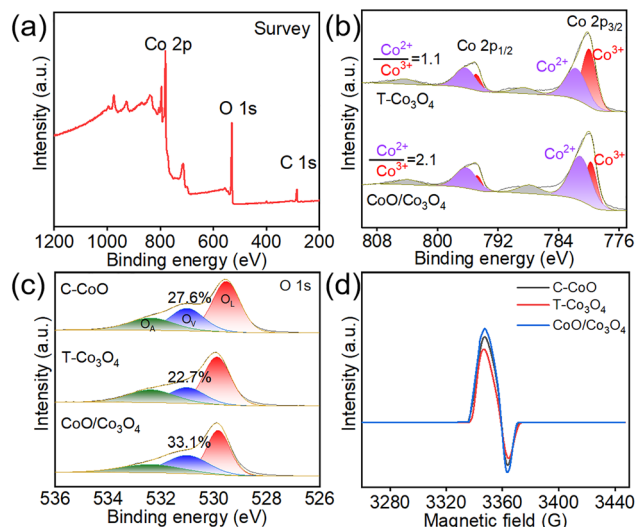 (a)
Survey
Co 2p
O 1s
C 1s
Intensity (a.u.)
1200 1000 800 600 400 200
Binding energy (eV)
(b)
Co 2p3/2
Co 2p1/2
Co2+
Co3+
=1.1
Co2+
Co3+
T-Co3O4
Co2+
Co3+
=2.1
Co2+
Co3+
CoO/Co3O4
Intensity (a.u.)
808 800 792 784 776
Binding energy (eV)
(c)
O 1s
C-CoO
27.6%
OA
OV
OL
T-Co3O4
22.7%
CoO/Co3O4
33.1%
Intensity (a.u.)
536 534 532 530 528 526
Binding energy (eV)
(d)
C-CoO
T-Co3O4
CoO/Co3O4
Intensity (a.u.)
3280 3360 3440
Magnetic field (G)